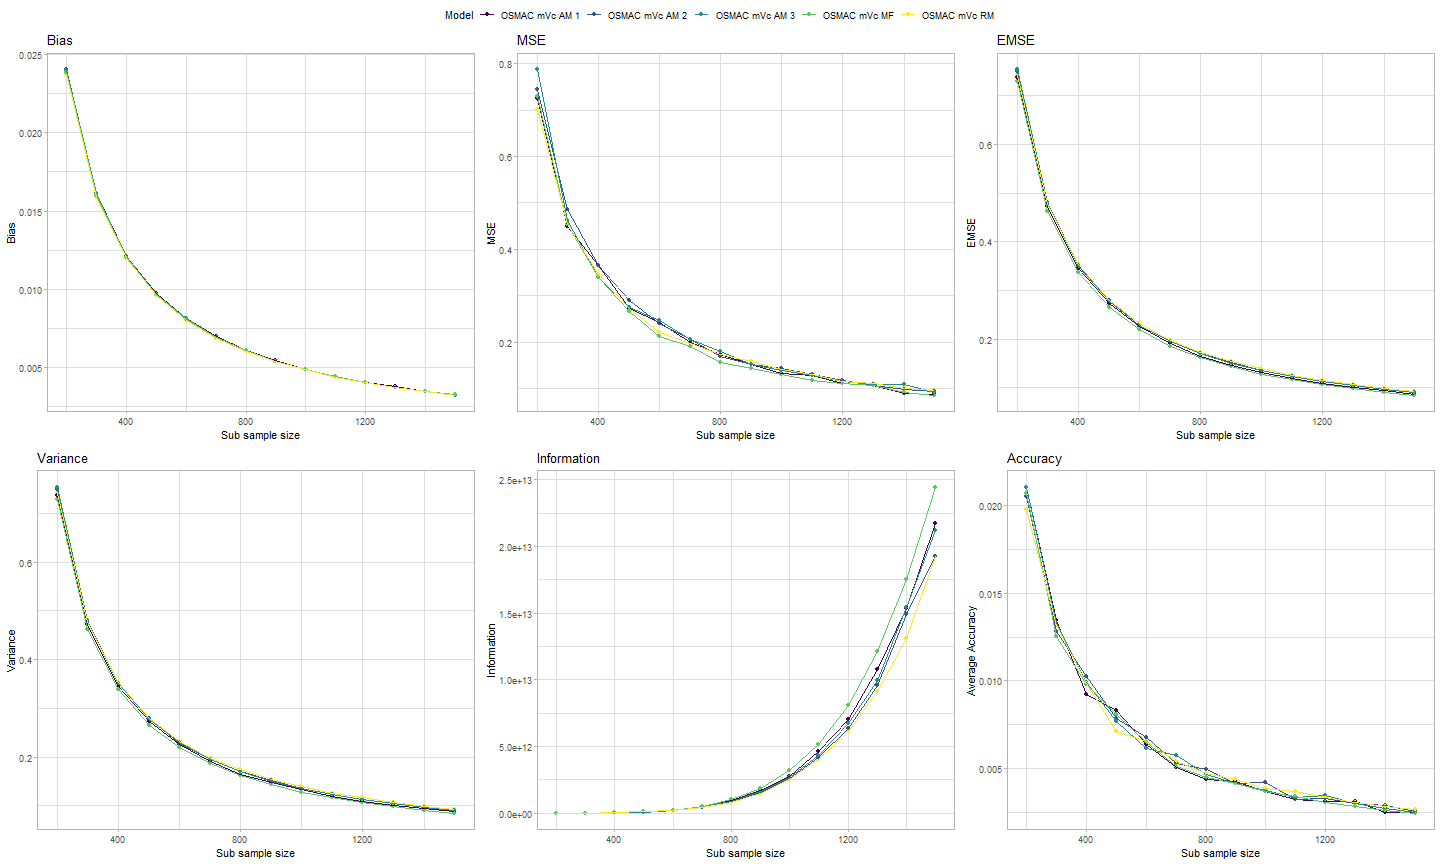 Model OSMAC mVc AM 1 OSMAC mVc AM 2 OSMAC mVc AM 3 OSMAC mVc MF OSMAC mVc RM
Bias
0.025
0.020
0.015
0.010
0.005
Bias
400 800 1200
Sub sample size
MSE
0.8
0.6
0.4
0.2
MSE
400 800 1200
Sub sample size
EMSE
0.6
0.4
0.2
EMSE
400 800 1200
Sub sample size
Variance
0.6
0.4
0.2
Variance
400 800 1200
Sub sample size
Information
2.5e+13
2.0e+13
1.5e+13
1.0e+13
5.0e+12
0.0e+00
Information
400 800 1200
Sub sample size
Accuracy
0.020
0.015
0.010
0.005
Average Accuracy
400 800 1200
Sub sample size